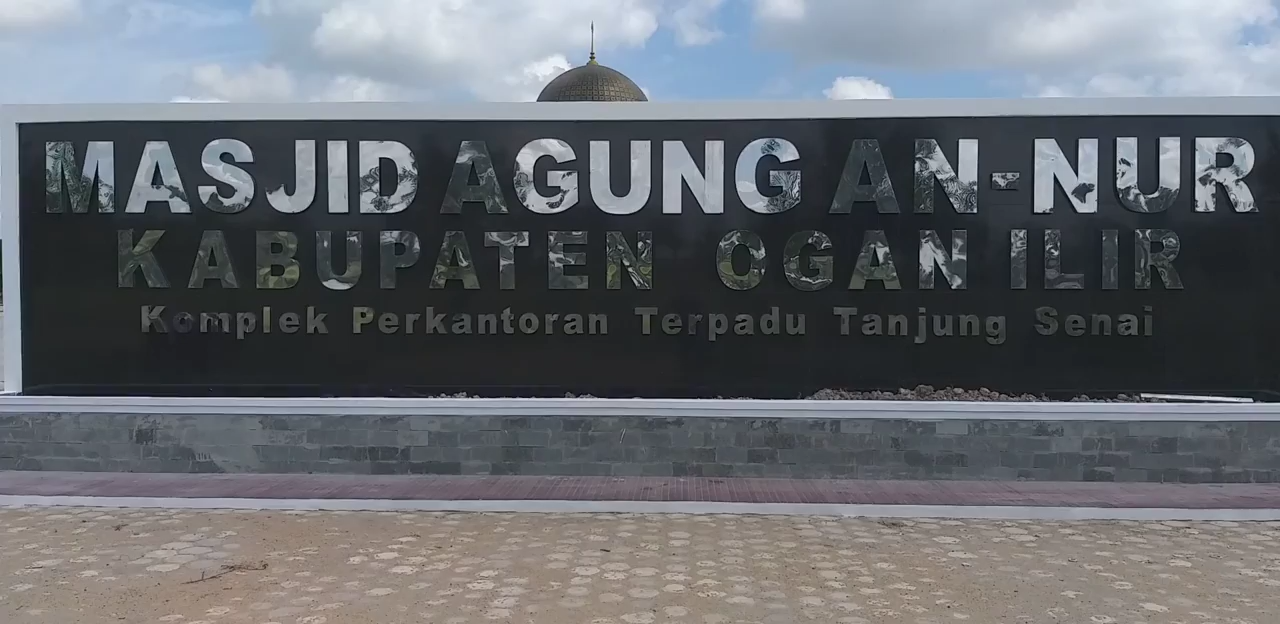 MASJID AGUNG AN-NUR
KABUPATEN OGAN ILIR
Komplek Perkantoran Terpadu Tanjung Senai